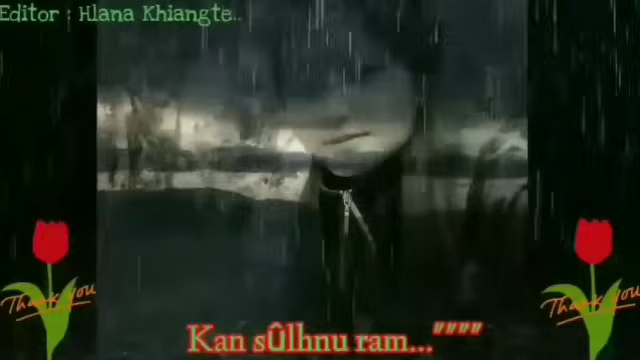 Editor : Hlana Khiangte..
Thank You
Thank You
Kan sûlhnu ram...""""